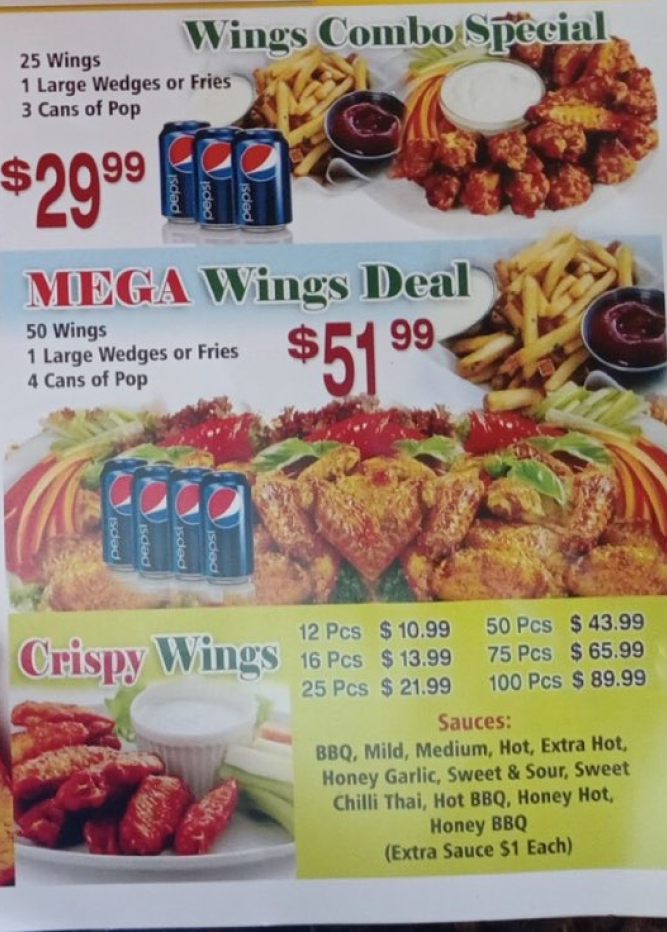 Wings Combo Special
25 Wings
1 Large Wedges or Fries
3 Cans of Pop
$29.99
pepsi pepsi pepsi
MEGA Wings Deal
50 Wings
1 Large Wedges or Fries
4 Cans of Pop
$51.99
pepsi pepsi pepsi pepsi
Crispy Wings
12 Pcs $ 10.99 50 Pcs $ 43.99
16 Pcs $ 13.99 75 Pcs $ 65.99
25 Pcs $ 21.99 100 Pcs $ 89.99
Sauces:
BBQ, Mild, Medium, Hot, Extra Hot,
Honey Garlic, Sweet & Sour, Sweet
Chilli Thai, Hot BBQ, Honey Hot,
Honey BBQ
(Extra Sauce $1 Each)